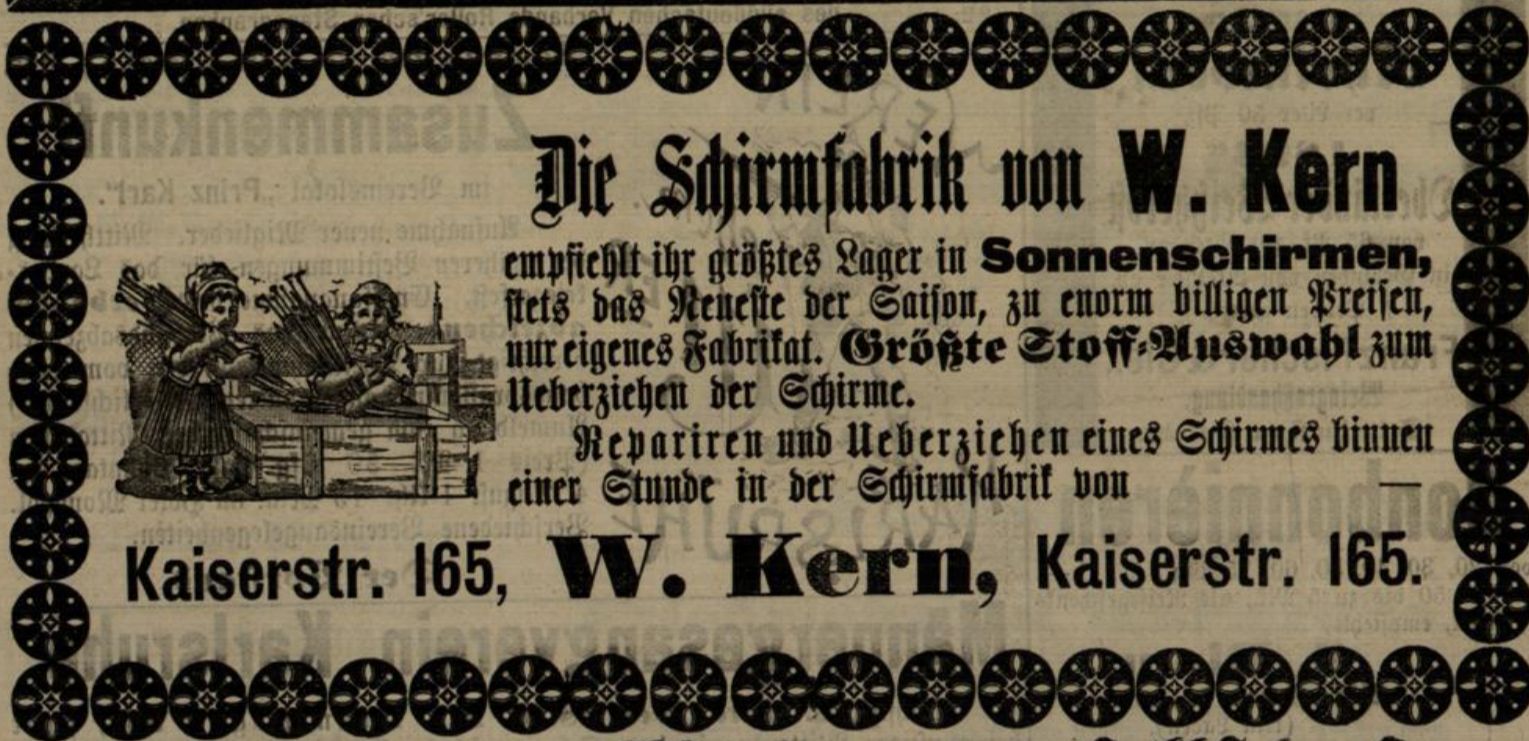 Die Schirmfabrik von W. Kern
empfiehlt ihr größtes Lager in Sonnenschirmen,
stets das Neueste der Saison, zu enorm billigen Preisen,
nur eigenes Fabrikat. Größte Stoff-Auswahl zum
Ueberziehen der Schirme.
Repariren und Ueberziehen eines Schirmes binnen
einer Stunde in der Schirmfabrik von —
Kaiserstr. 165, W. Kern, Kaiserstr. 165.